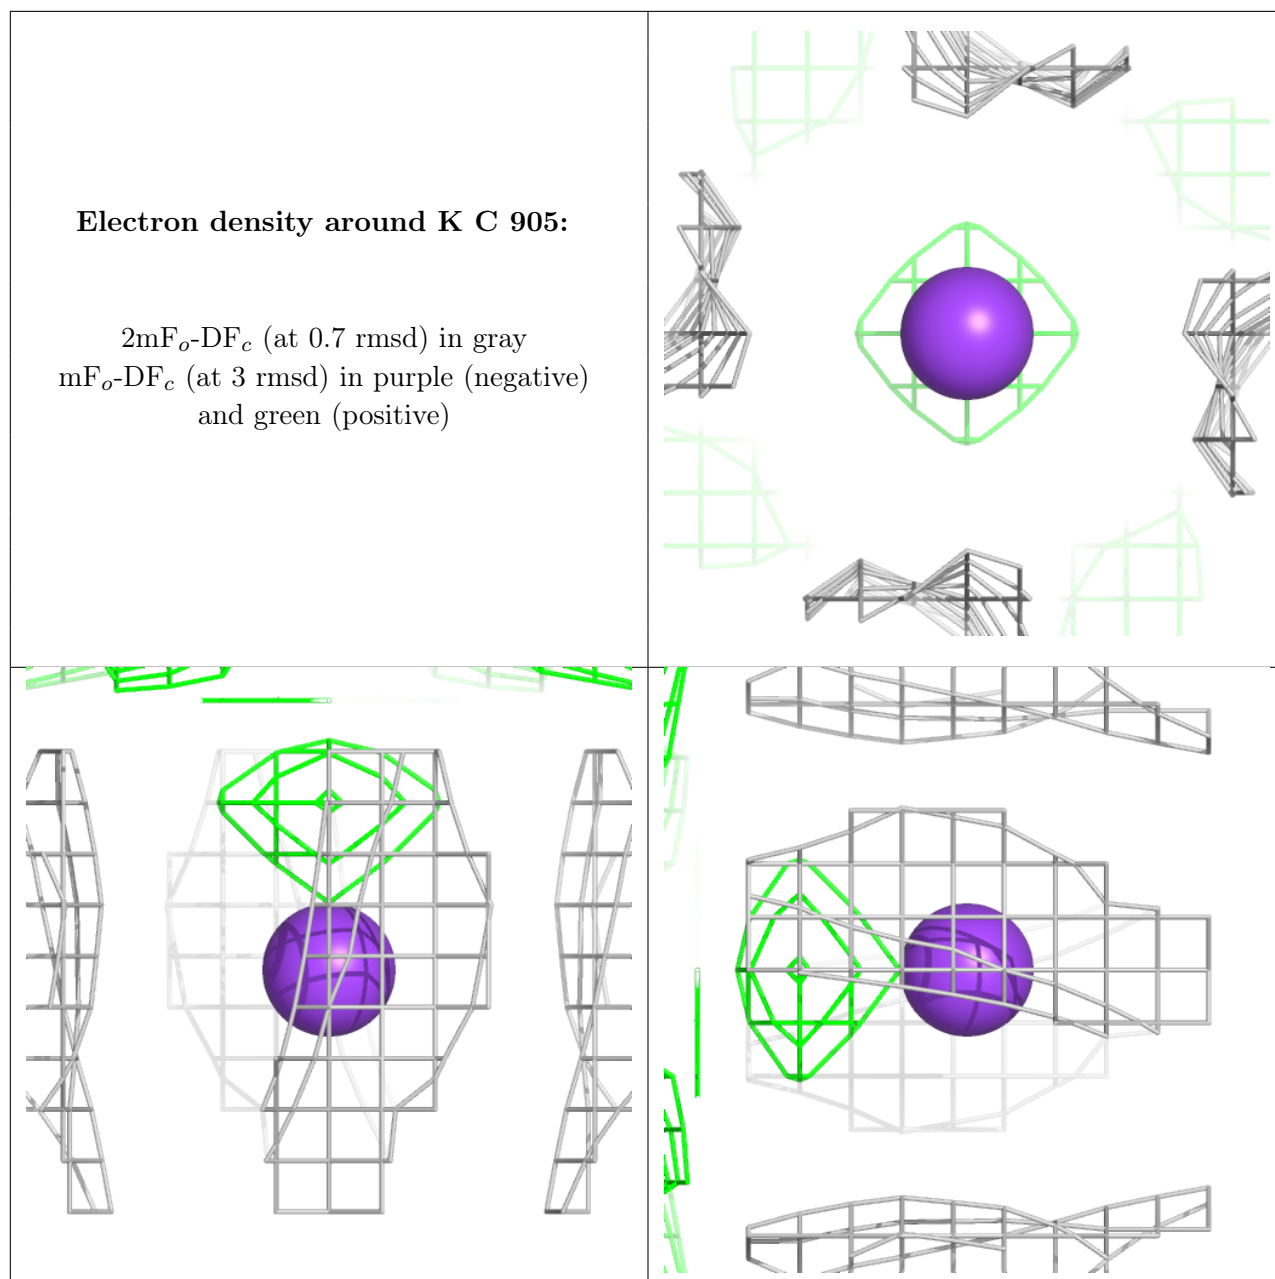 Electron density around K C 905:
2mFo-DFc (at 0.7 rmsd) in gray
mFo-DFc (at 3 rmsd) in purple (negative)
and green (positive)